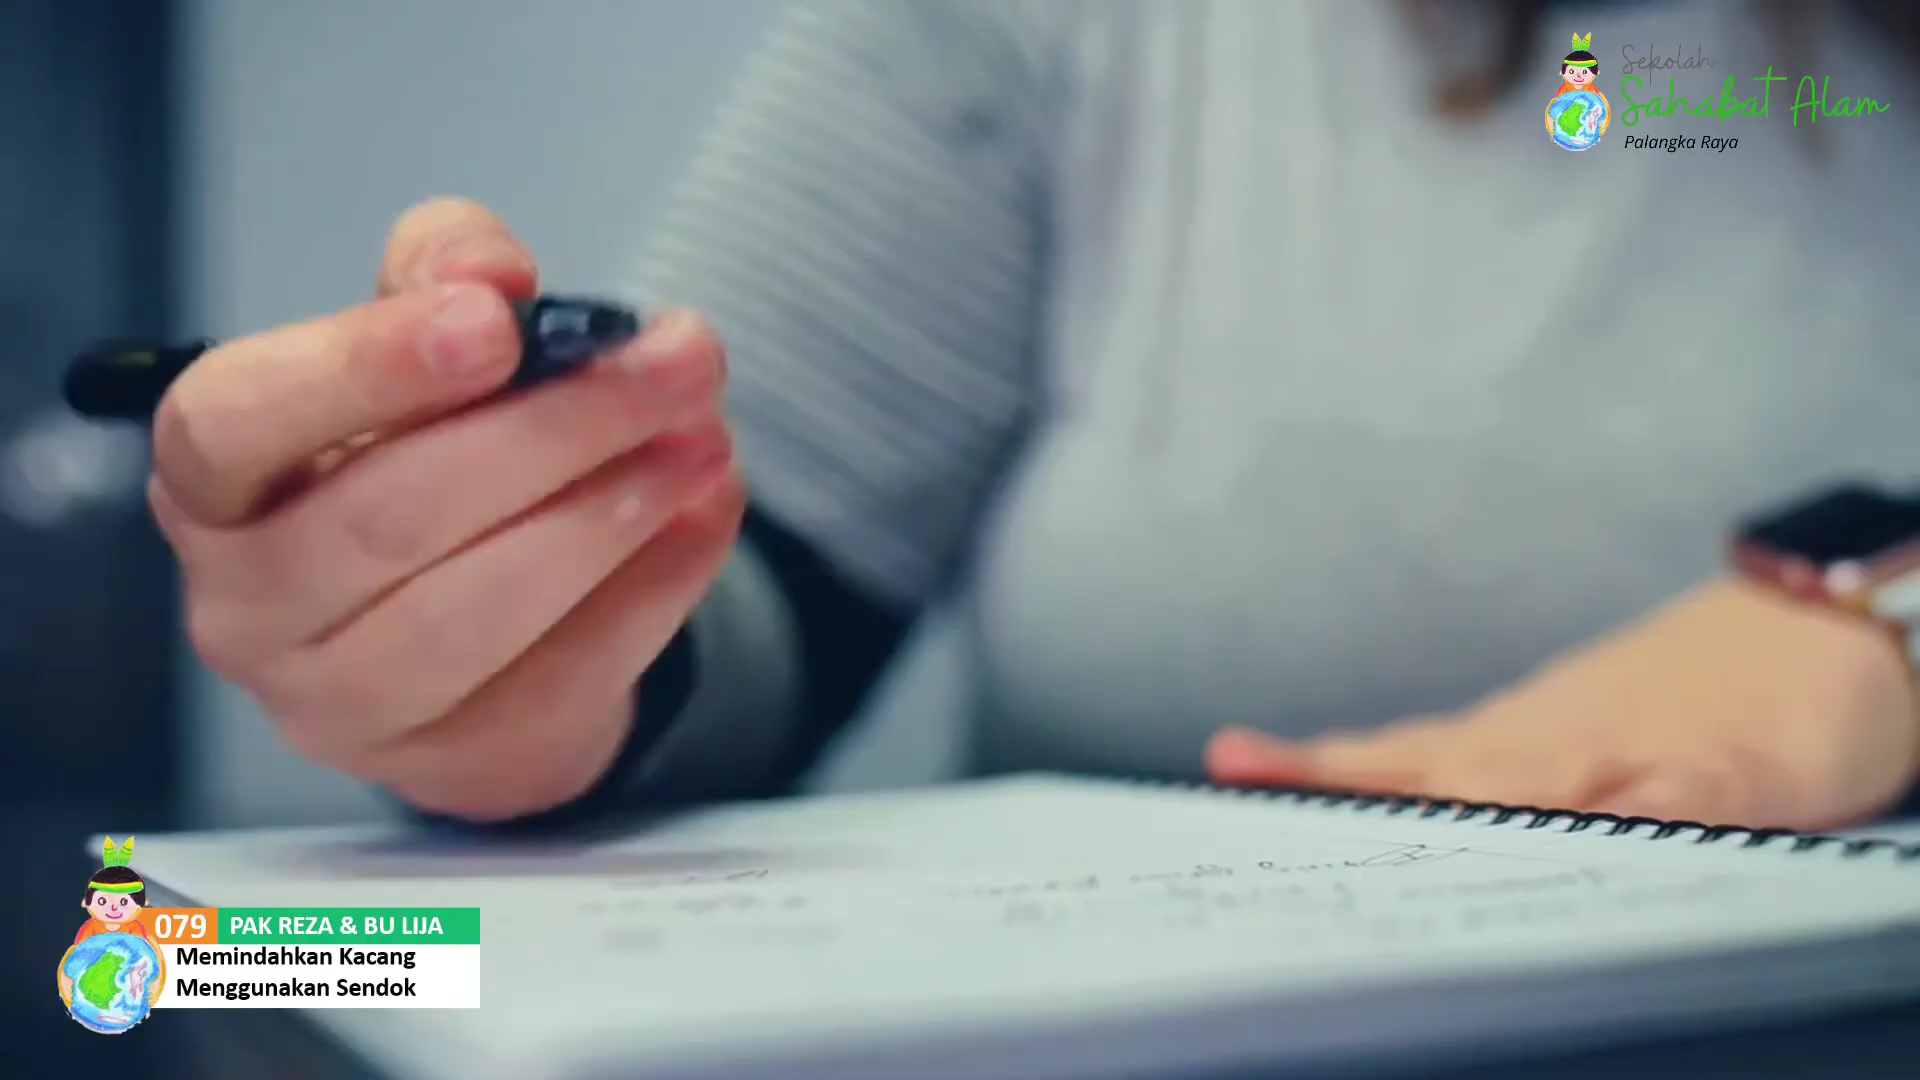 Sekolah
Sahabat Alam
Palangka Raya
079 PAK REZA & BU LIJA
Memindahkan Kacang
Menggunakan Sendok